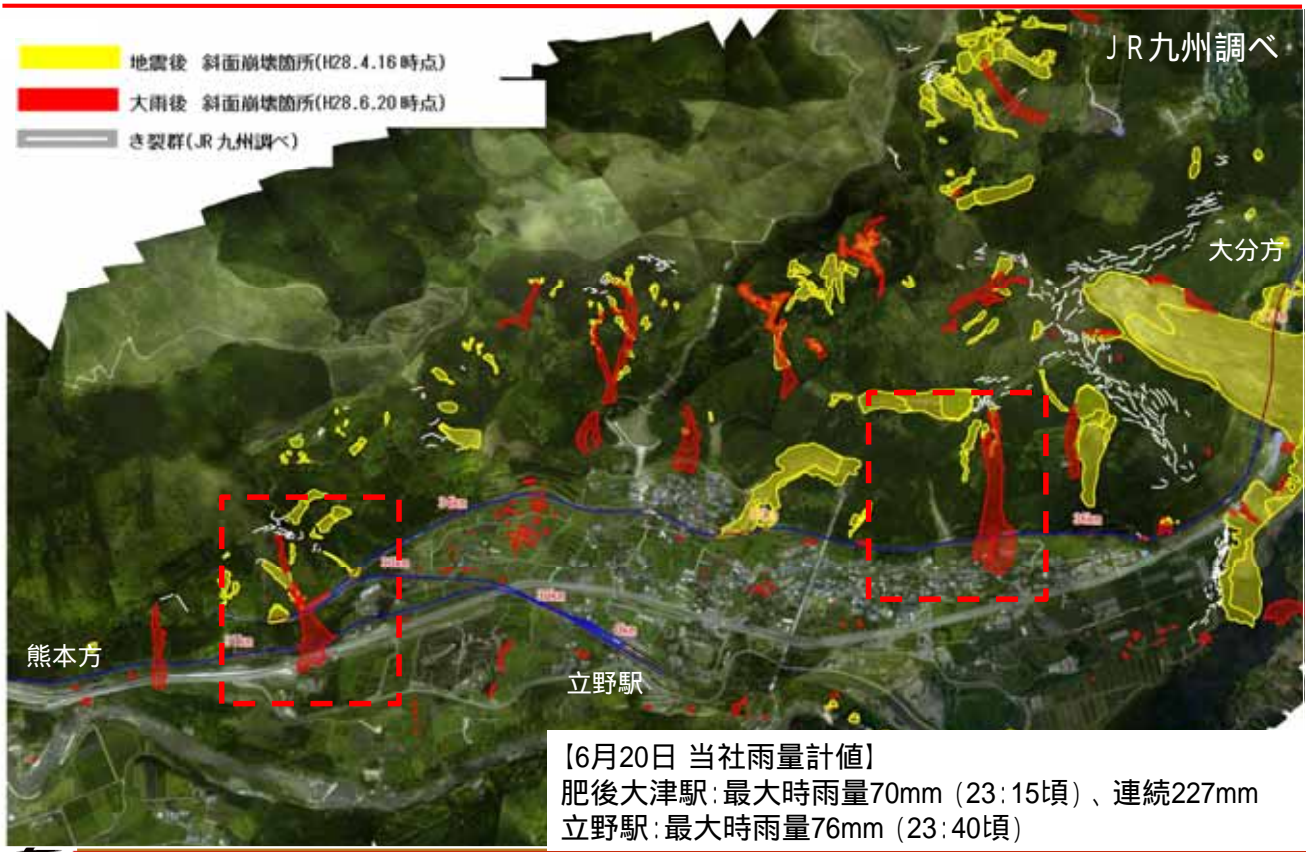 JR九州調べ
地震後 斜面崩壊箇所(H28.4.16時点)
大雨後 斜面崩壊箇所(H28.6.20時点)
き裂群(JR九州調べ)
大分方
熊本方
立野駅
【6月20日 当社雨量計値】
肥後大津駅:最大時雨量70mm (23:15頃)、連続227mm
立野駅:最大時雨量76mm (23:40頃)